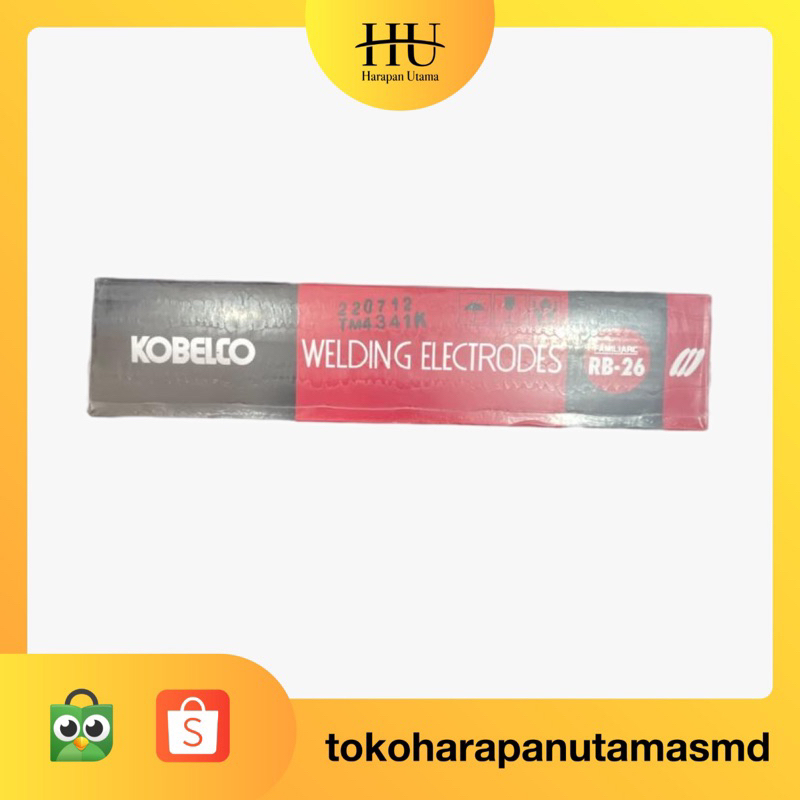 HU
Harapan Utama
220712
TM4341K
KOBELCO
WELDING ELECTRODES
FAMILIARC
RB-26
S
tokoharapanutamasmd